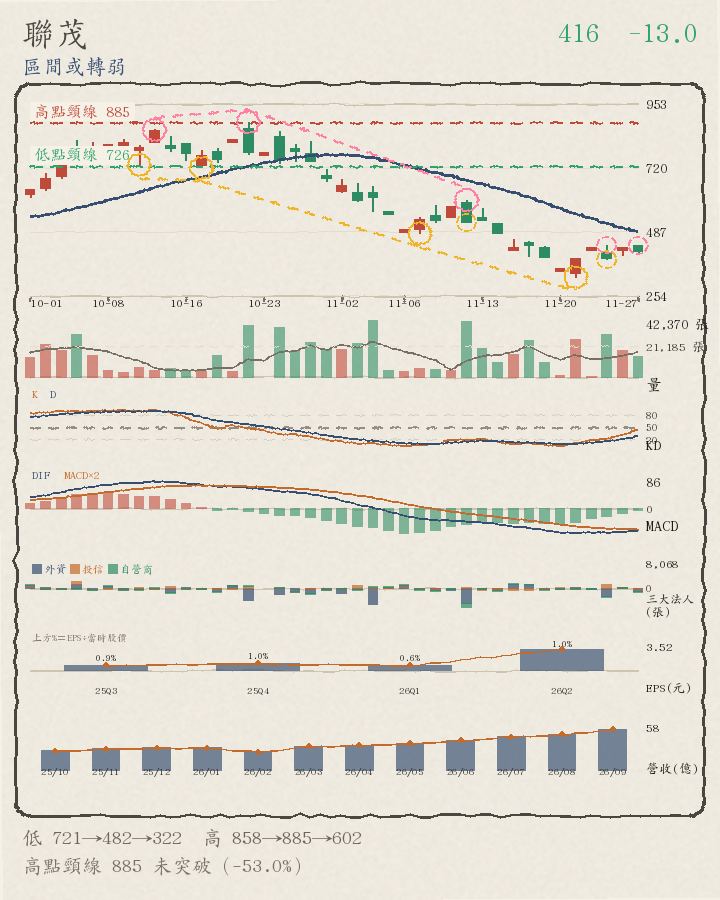 聯茂
416 -13.0
區間或轉弱
高點頸線 885
低點頸線 726
953
720
487
254
10-01 10-08 10-16 10-23 11-02 11-06 11-13 11-20 11-27
42,370 張
21,185 張
量
K D
80
50
20
KD
DIF MACD×2
86
0
MACD
外資 投信 自營商
8,068
0
三大法人
(張)
上方%=EPS÷當時股價
0.9% 1.0% 0.6% 1.0%
3.52
25Q3 25Q4 26Q1 26Q2
EPS(元)
58
25/10 25/11 25/12 26/01 26/02 26/03 26/04 26/05 26/06 26/07 26/08 26/09
營收(億)
低 721→482→322 高 858→885→602
高點頸線 885 未突破 (-53.0%)